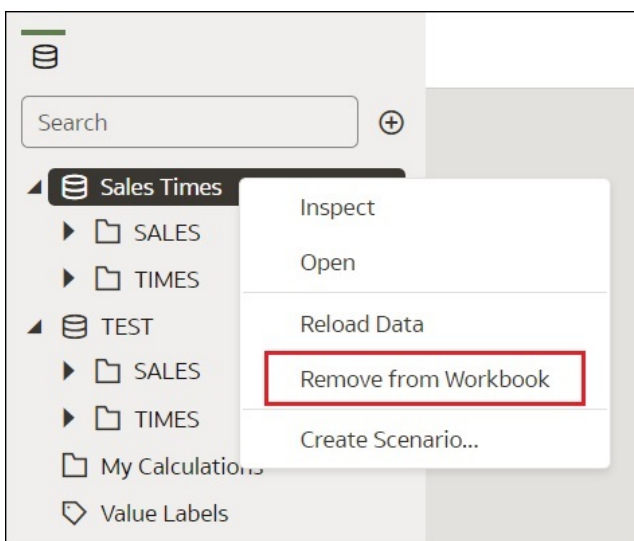 Search
Sales Times
SALES
TIMES
TEST
SALES
TIMES
My Calculations
Value Labels
Inspect
Open
Reload Data
Remove from Workbook
Create Scenario...